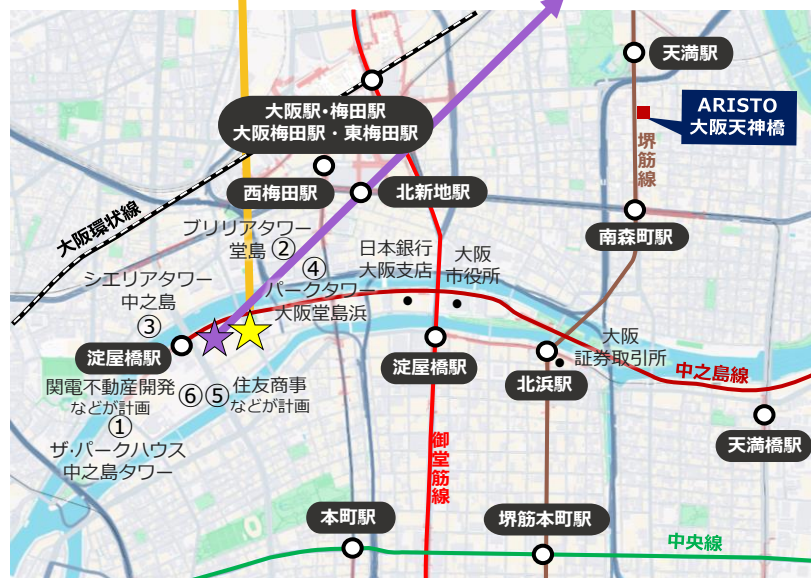 天満駅
ARISTO
大阪天神橋
大阪駅・梅田駅
大阪梅田駅・東梅田駅
堺筋線
西梅田駅
北新地駅
大阪環状線
南森町駅
ブリリアタワー
堂島 ②
日本銀行
大阪支店
大阪
市役所
④
パークタワー
大阪堂島浜
シエリアタワー
中之島
③
淀屋橋駅
淀屋橋駅
大阪
証券取引所
北浜駅
中之島線
関電不動産開発
などが計画
⑥⑤
住友商事
などが計画
①
ザ・パークハウス
中之島タワー
天満橋駅
御堂筋線
本町駅
堺筋本町駅
中央線